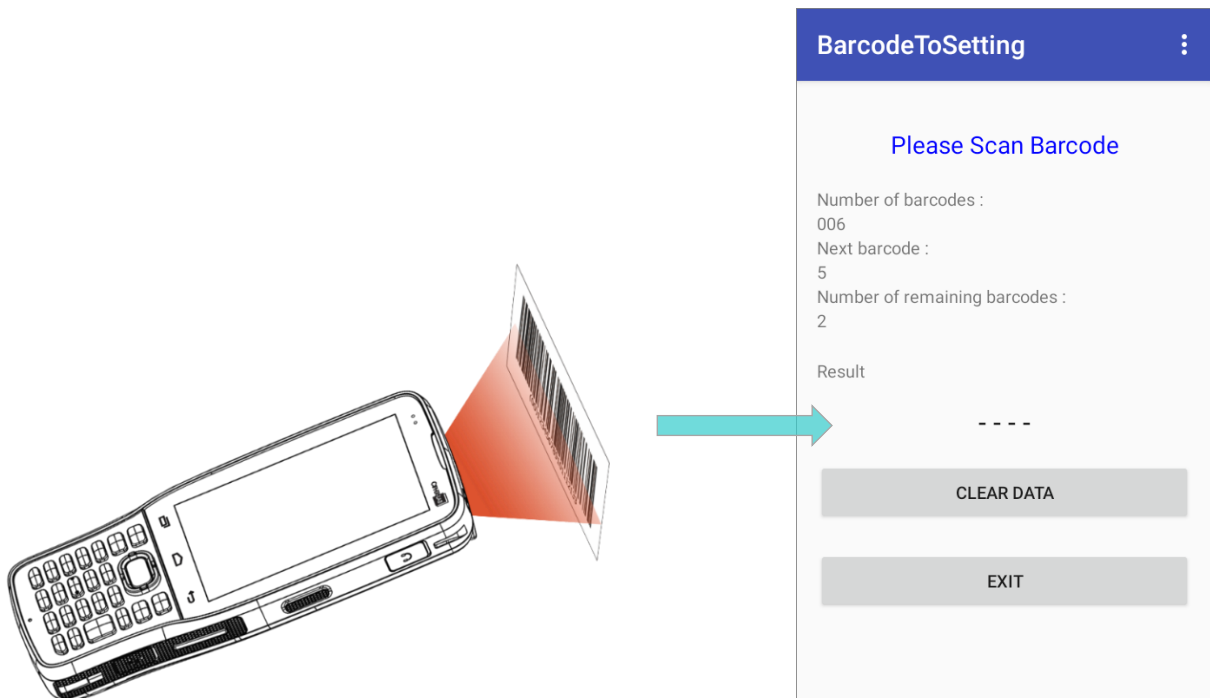 BarcodeToSetting
Please Scan Barcode
Number of barcodes :
006
Next barcode :
5
Number of remaining barcodes :
2
Result
- - - -
CLEAR DATA
EXIT